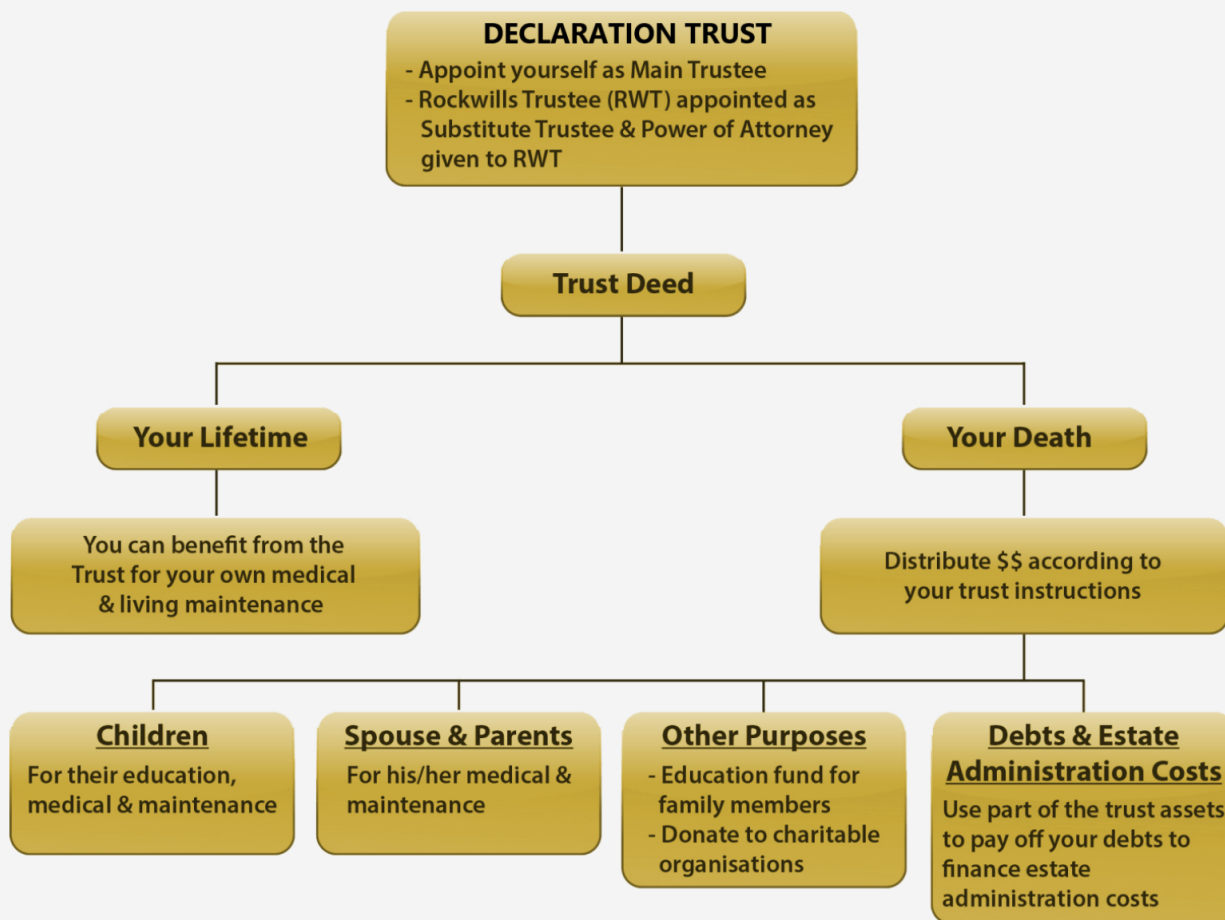 DECLARATION TRUST
- Appoint yourself as Main Trustee
- Rockwills Trustee (RWT) appointed as
Substitute Trustee & Power of Attorney
given to RWT
Trust Deed
Your Lifetime
Your Death
You can benefit from the
Trust for your own medical
& living maintenance
Distribute $$ according to
your trust instructions
Children
For their education,
medical & maintenance
Spouse & Parents
For his/her medical &
maintenance
Other Purposes
- Education fund for
family members
- Donate to charitable
organisations
Debts & Estate
Administration Costs
Use part of the trust assets
to pay off your debts to
finance estate
administration costs